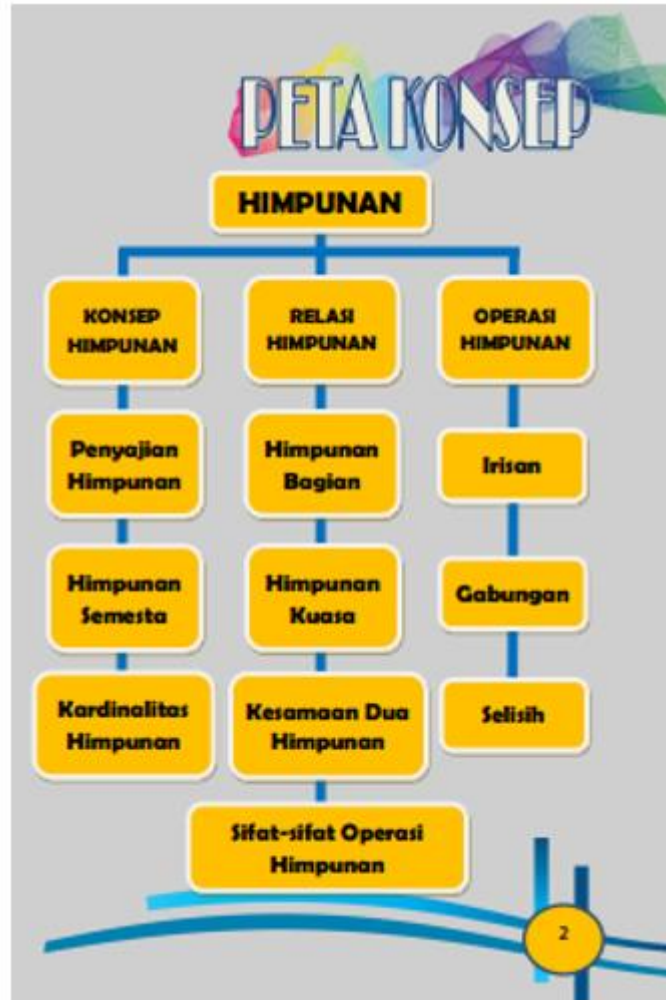 PETA KONSEP
HIMPUNAN
KONSEP
HIMPUNAN
Penyajian
Himpunan
Himpunan
Semesta
Kardinalitas
Himpunan
RELASI
HIMPUNAN
Himpunan
Bagian
Himpunan
Kuasa
Kesamaan Dua
Himpunan
Sifat-sifat Operasi
Himpunan
OPERASI
HIMPUNAN
Irisan
Gabungan
Selisih
2